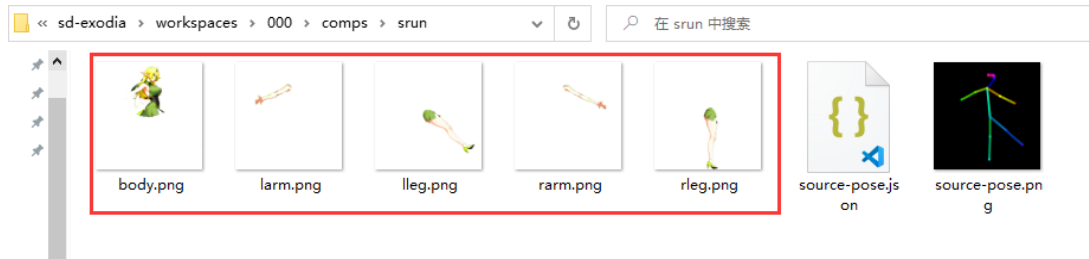 « sd-exodia › workspaces › 000 › comps › srun
在 srun 中搜索
body.png
larm.png
lleg.png
rarm.png
rleg.png
source-pose.js
on
source-pose.pn
g